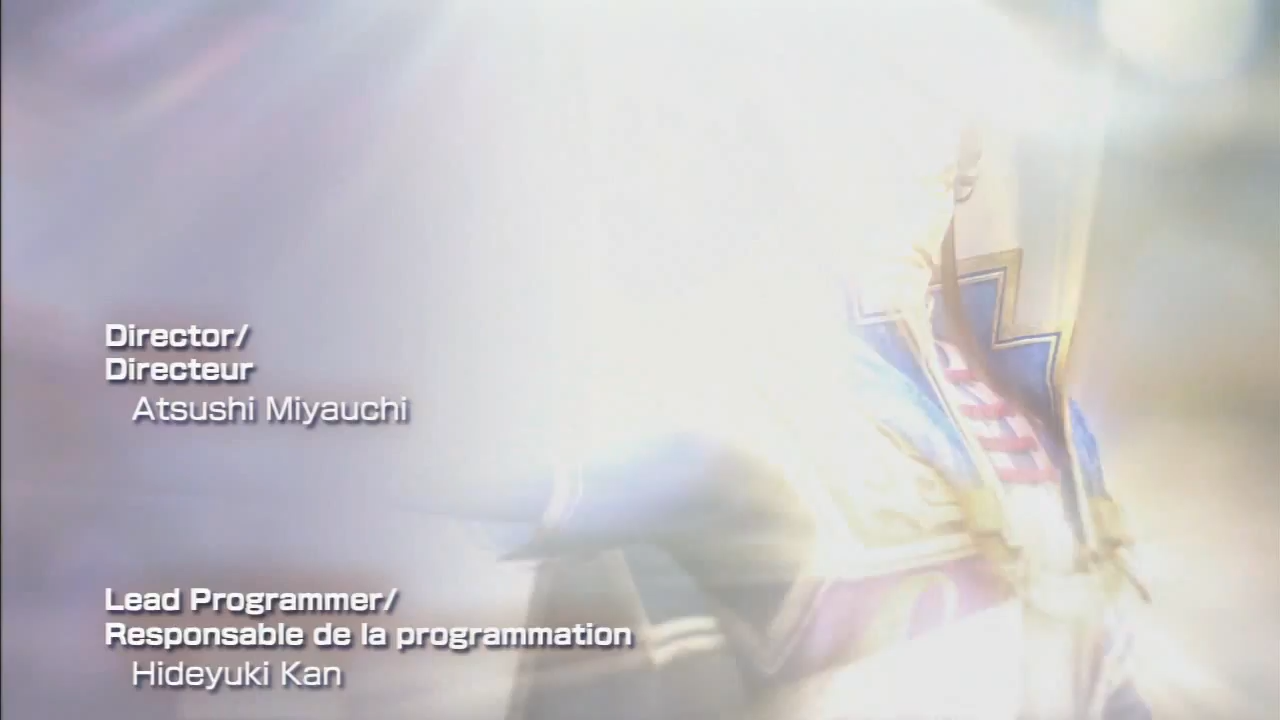 Director/
Directeur
Atsushi Miyauchi
Lead Programmer/
Responsable de la programmation
Hideyuki Kan